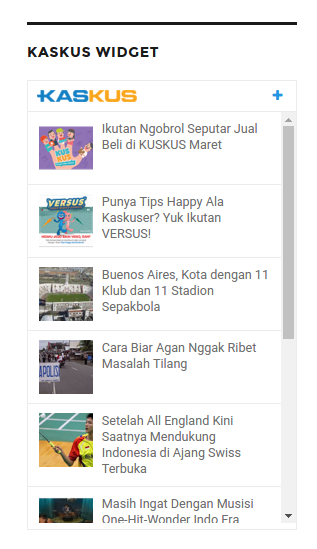 KASKUS WIDGET
KASKUS
Ikutan Ngobrol Seputar Jual
Beli di KUSKUS Maret
KUS
KUS
Punya Tips Happy Ala
Kaskuser? Yuk Ikutan
VERSUS!
VERSUS
Buenos Aires, Kota dengan 11
Klub dan 11 Stadion
Sepakbola
Cara Biar Agan Nggak Ribet
Masalah Tilang
APOLIS
Setelah All England Kini
Saatnya Mendukung
Indonesia di Ajang Swiss
Terbuka
Masih Ingat Dengan Musisi
One-Hit-Wonder Indo Era